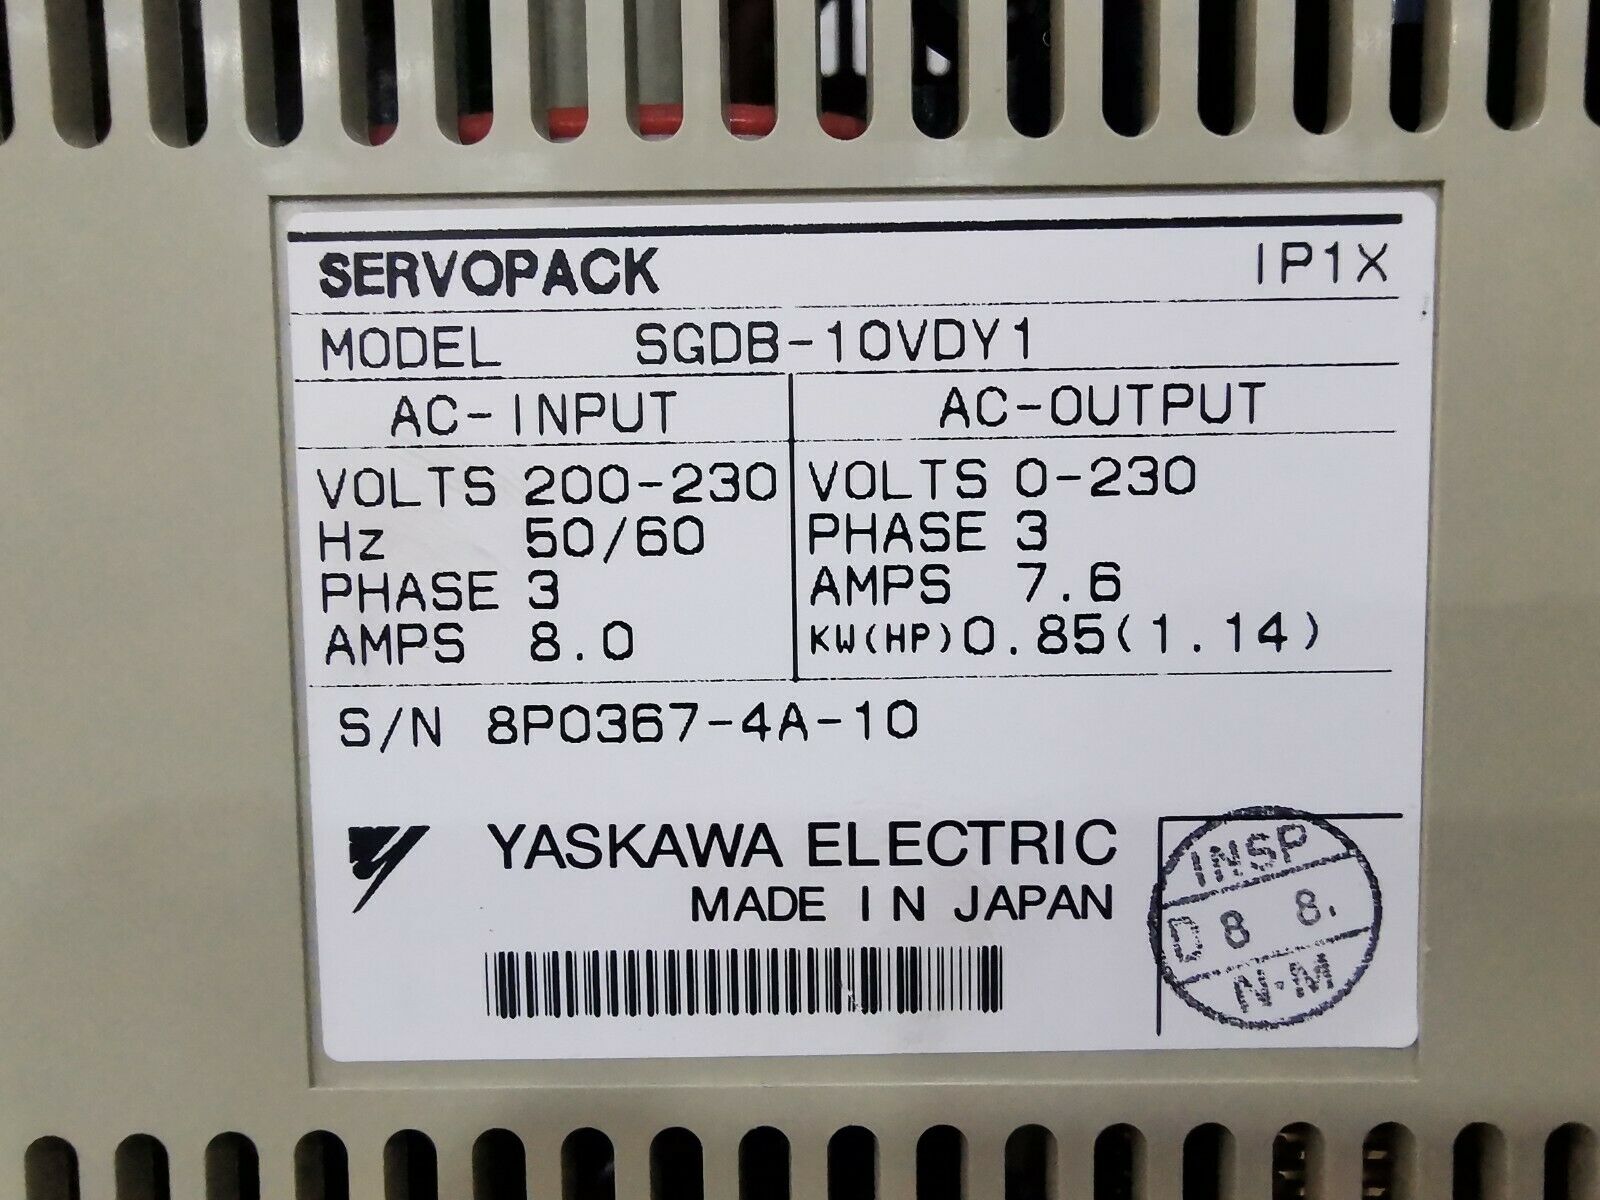 SERVOPACK IP1X
MODEL SGDB-10VDY1
AC-INPUT AC-OUTPUT
VOLTS 200-230 VOLTS 0-230
Hz 50/60 PHASE 3
PHASE 3 AMPS 7.6
AMPS 8.0 KW(HP)0.85(1.14)
S/N 8P0367-4A-10
YASKAWA ELECTRIC
MADE IN JAPAN
INSP
D 8 8.
N·M